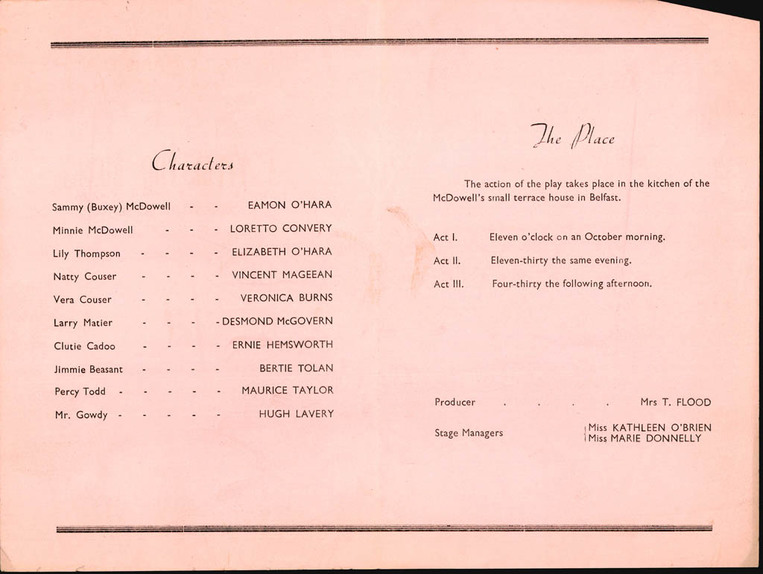 Characters
Sammy (Buxey) McDowell - - EAMON O'HARA
Minnie McDowell - - - LORETTO CONVERY
Lily Thompson - - - - ELIZABETH O'HARA
Natty Couser - - - - VINCENT MAGEEAN
Vera Couser - - - - VERONICA BURNS
Larry Matier - - - - DESMOND McGOVERN
Clutie Cadoo - - - - ERNIE HEMSWORTH
Jimmie Beasant - - - - BERTIE TOLAN
Percy Todd - - - - - MAURICE TAYLOR
Mr. Gowdy - - - - - HUGH LAVERY
The Place
The action of the play takes place in the kitchen of the
McDowell's small terrace house in Belfast.
Act I. Eleven o'clock on an October morning.
Act II. Eleven-thirty the same evening.
Act III. Four-thirty the following afternoon.
Producer . . . . Mrs T. FLOOD
Stage Managers
Miss KATHLEEN O'BRIEN
Miss MARIE DONNELLY